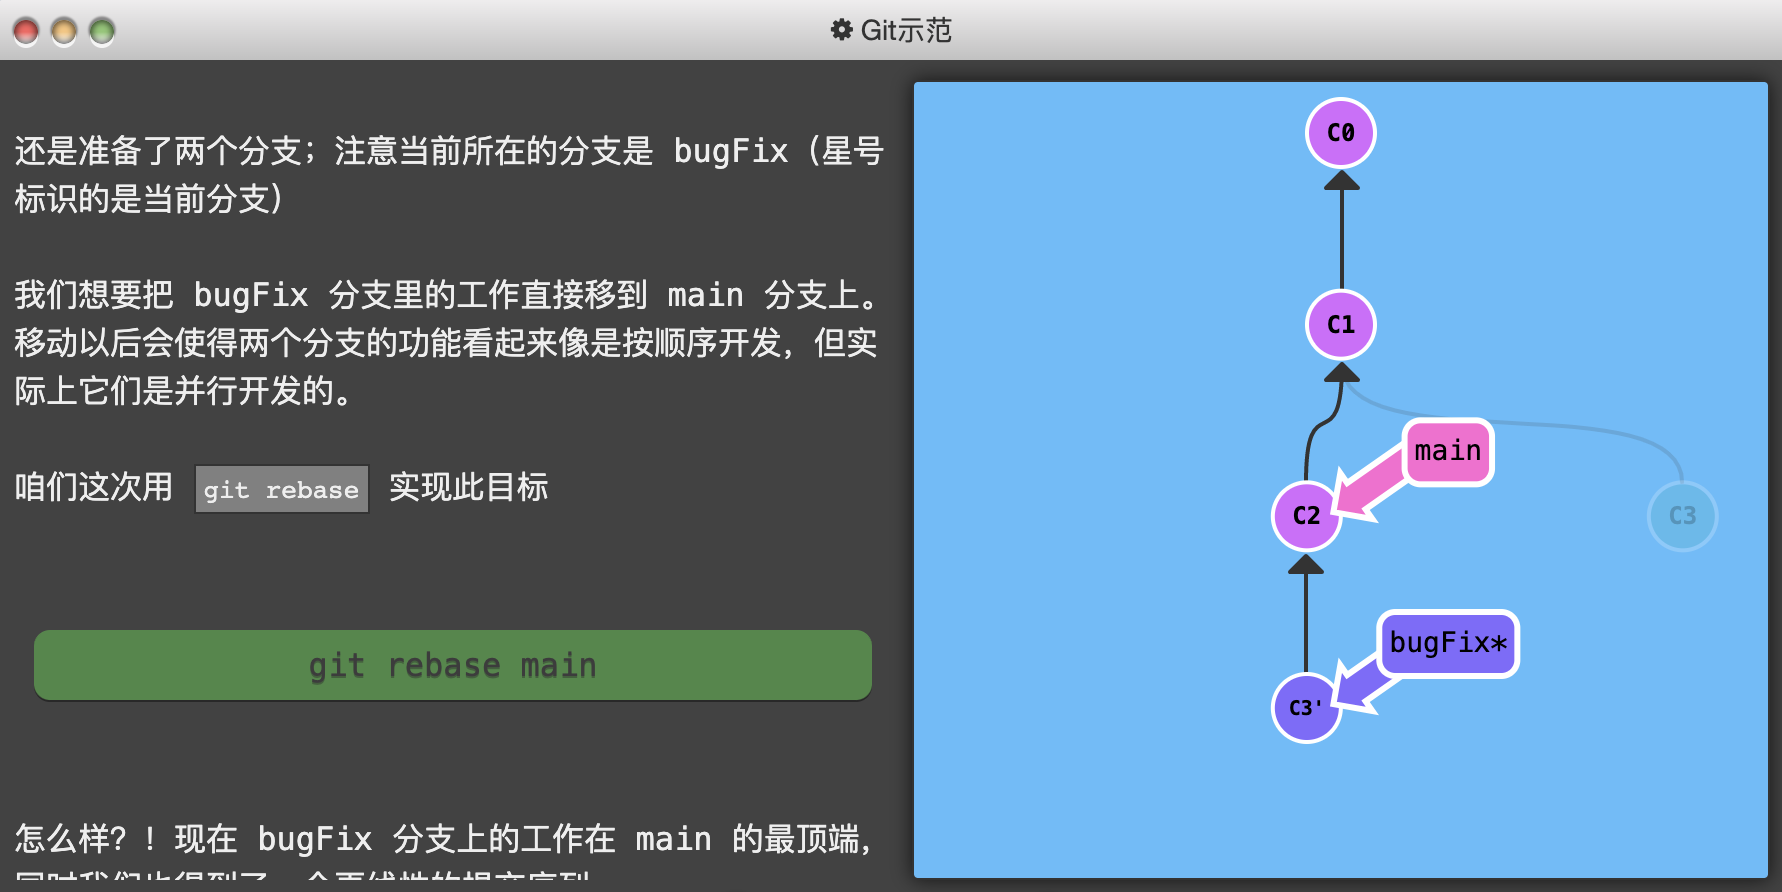 Git示范
还是准备了两个分支；注意当前所在的分支是 bugFix（星号
标识的是当前分支）
我们想要把 bugFix 分支里的工作直接移到 main 分支上。
移动以后会使得两个分支的功能看起来像是按顺序开发，但实
际上它们是并行开发的。
咱们这次用 git rebase 实现此目标
git rebase main
怎么样？！现在 bugFix 分支上的工作在 main 的最顶端，
C0
C1
main
C2
C3
bugFix*
C3'